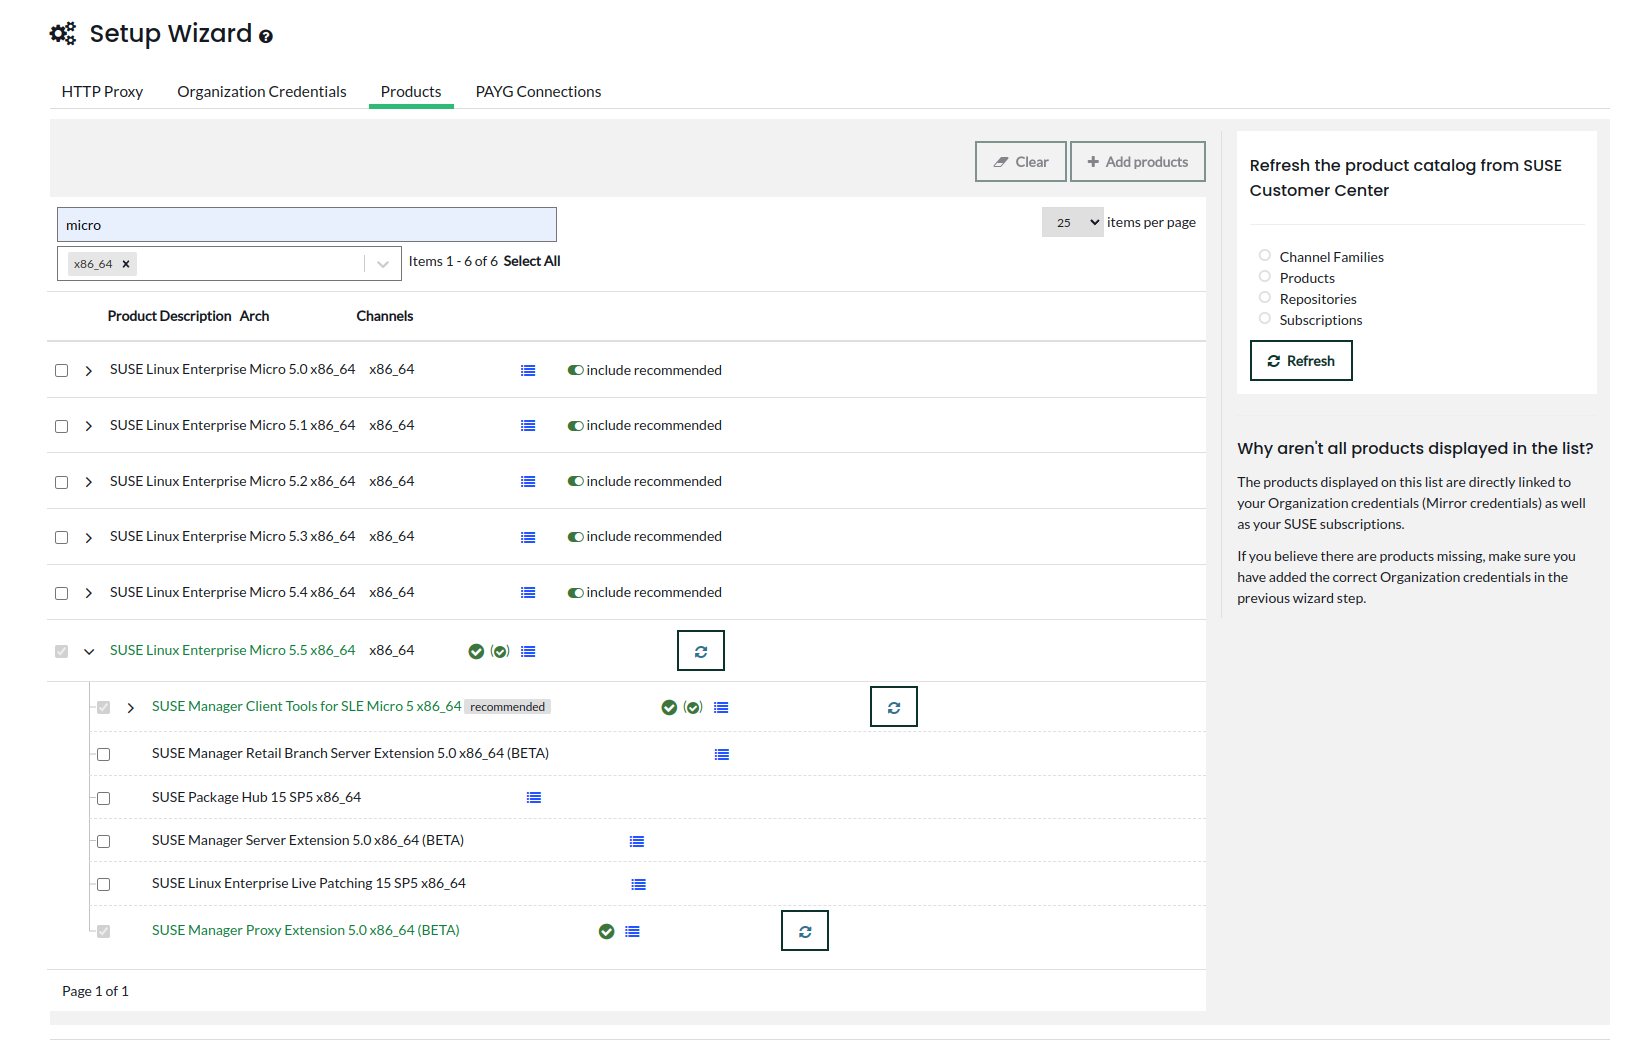 Setup Wizard
HTTP Proxy Organization Credentials Products PAYG Connections
Clear Add products
micro
25 items per page
x86_64 Items 1 - 6 of 6 Select All
Product Description Arch Channels
SUSE Linux Enterprise Micro 5.0 x86_64 x86_64 include recommended
SUSE Linux Enterprise Micro 5.1 x86_64 x86_64 include recommended
SUSE Linux Enterprise Micro 5.2 x86_64 x86_64 include recommended
SUSE Linux Enterprise Micro 5.3 x86_64 x86_64 include recommended
SUSE Linux Enterprise Micro 5.4 x86_64 x86_64 include recommended
SUSE Linux Enterprise Micro 5.5 x86_64 x86_64
SUSE Manager Client Tools for SLE Micro 5 x86_64 recommended
SUSE Manager Retail Branch Server Extension 5.0 x86_64 (BETA)
SUSE Package Hub 15 SP5 x86_64
SUSE Manager Server Extension 5.0 x86_64 (BETA)
SUSE Linux Enterprise Live Patching 15 SP5 x86_64
SUSE Manager Proxy Extension 5.0 x86_64 (BETA)
Page 1 of 1
Refresh the product catalog from SUSE
Customer Center
Channel Families
Products
Repositories
Subscriptions
Refresh
Why aren't all products displayed in the list?
The products displayed on this list are directly linked to
your Organization credentials (Mirror credentials) as well
as your SUSE subscriptions.
If you believe there are products missing, make sure you
have added the correct Organization credentials in the
previous wizard step.